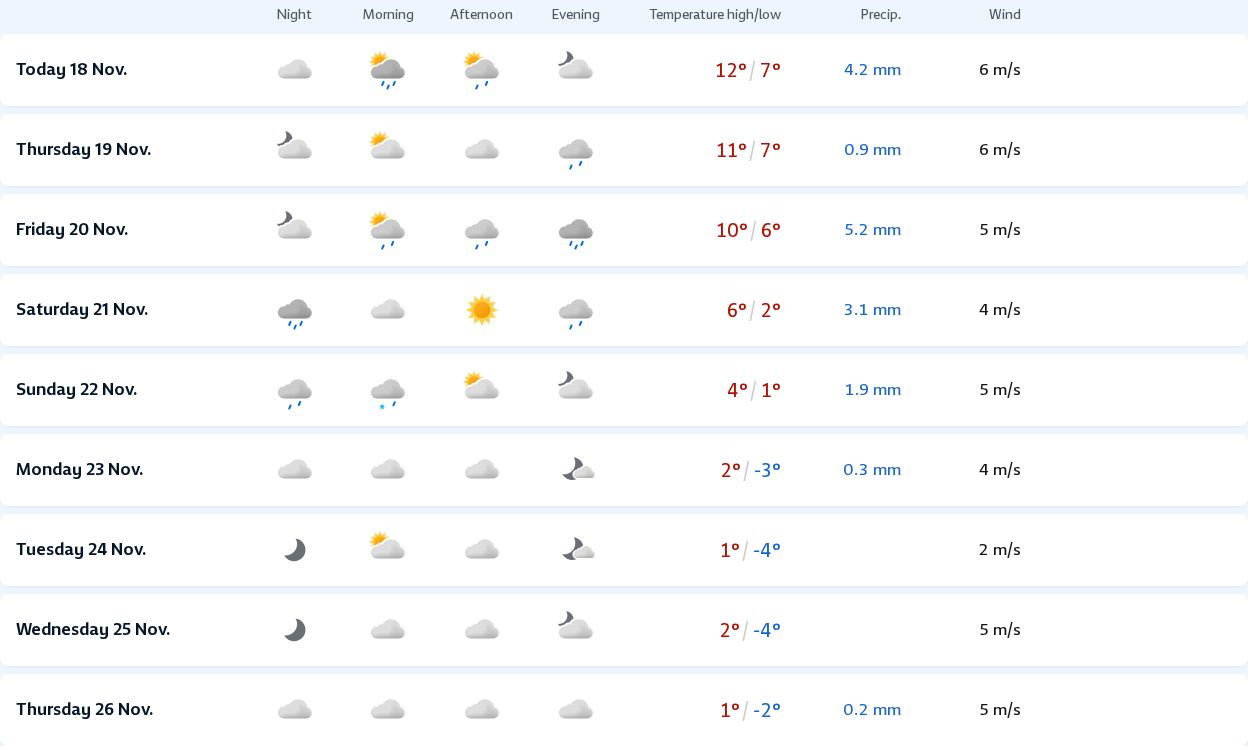 Night Morning Afternoon Evening Temperature high/low Precip. Wind
Today 18 Nov. 12°/ 7° 4.2 mm 6 m/s
Thursday 19 Nov. 11°/ 7° 0.9 mm 6 m/s
Friday 20 Nov. 10°/ 6° 5.2 mm 5 m/s
Saturday 21 Nov. 6°/ 2° 3.1 mm 4 m/s
Sunday 22 Nov. 4°/ 1° 1.9 mm 5 m/s
Monday 23 Nov. 2°/ -3° 0.3 mm 4 m/s
Tuesday 24 Nov. 1°/ -4° 2 m/s
Wednesday 25 Nov. 2°/ -4° 5 m/s
Thursday 26 Nov. 1°/ -2° 0.2 mm 5 m/s